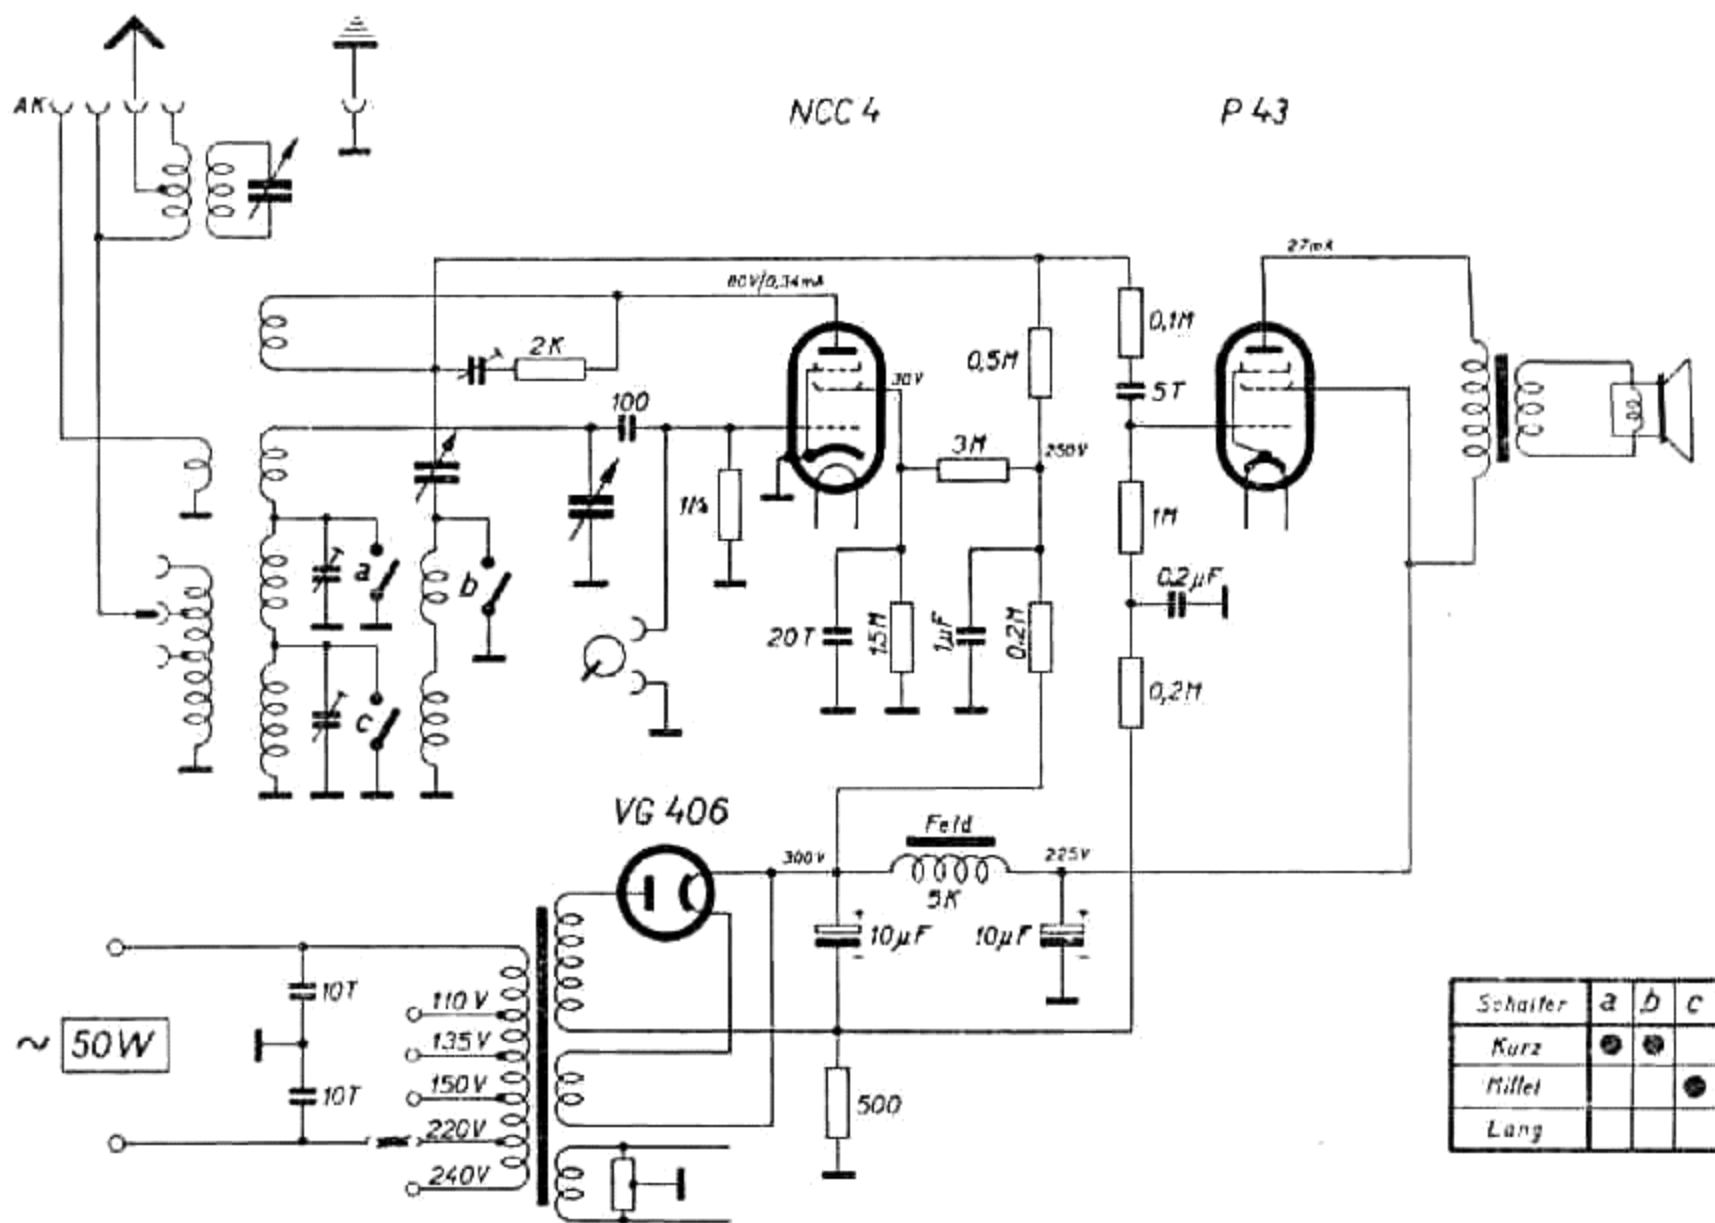 AK
NCC 4
P 43
27mA
80V/0,34mA
2K
0,1M
0,5M
30V
5T
100
3M
250V
1M
a
b
0.2µF
20T
1,5M
1µF
0.2M
0,2M
c
VG 406
Feld
300V
225V
5K
10µF
10µF
+
-
+
-
10T
110V
~ 50W
135V
150V
10T
500
220V
240V
Schalter a b c
Kurz
Mittel
Lang